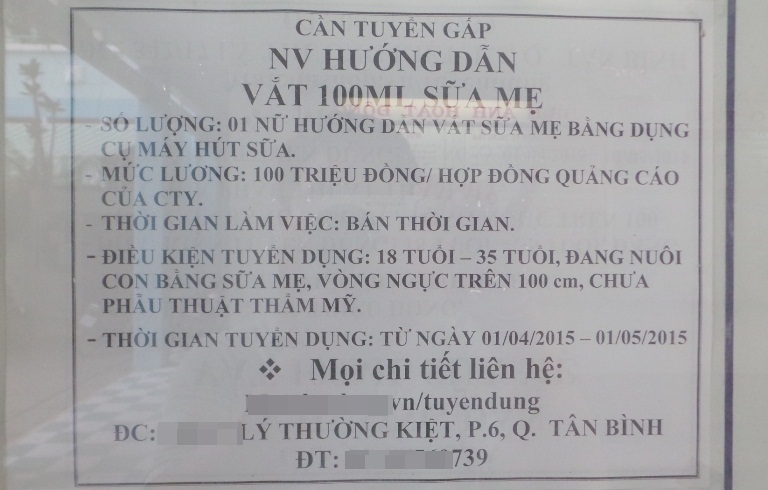 CẦN TUYỂN GẤP
NV HƯỚNG DẪN
VẮT 100ML SỮA MẸ
- SỐ LƯỢNG: 01 NỮ HƯỚNG DẪN VẮT SỮA MẸ BẰNG DỤNG
CỤ MÁY HÚT SỮA.
- MỨC LƯƠNG: 100 TRIỆU ĐỒNG/ HỢP ĐỒNG QUẢNG CÁO
CỦA CTY.
- THỜI GIAN LÀM VIỆC: BÁN THỜI GIAN.
- ĐIỀU KIỆN TUYỂN DỤNG: 18 TUỔI – 35 TUỔI, ĐANG NUÔI
CON BẰNG SỮA MẸ, VÒNG NGỰC TRÊN 100 cm, CHƯA
PHẪU THUẬT THẨM MỸ.
- THỜI GIAN TUYỂN DỤNG: TỪ NGÀY 01/04/2015 – 01/05/2015
❖ Mọi chi tiết liên hệ:
vn/tuyendung
ĐC: LÝ THƯỜNG KIỆT, P.6, Q. TÂN BÌNH
ĐT: 739